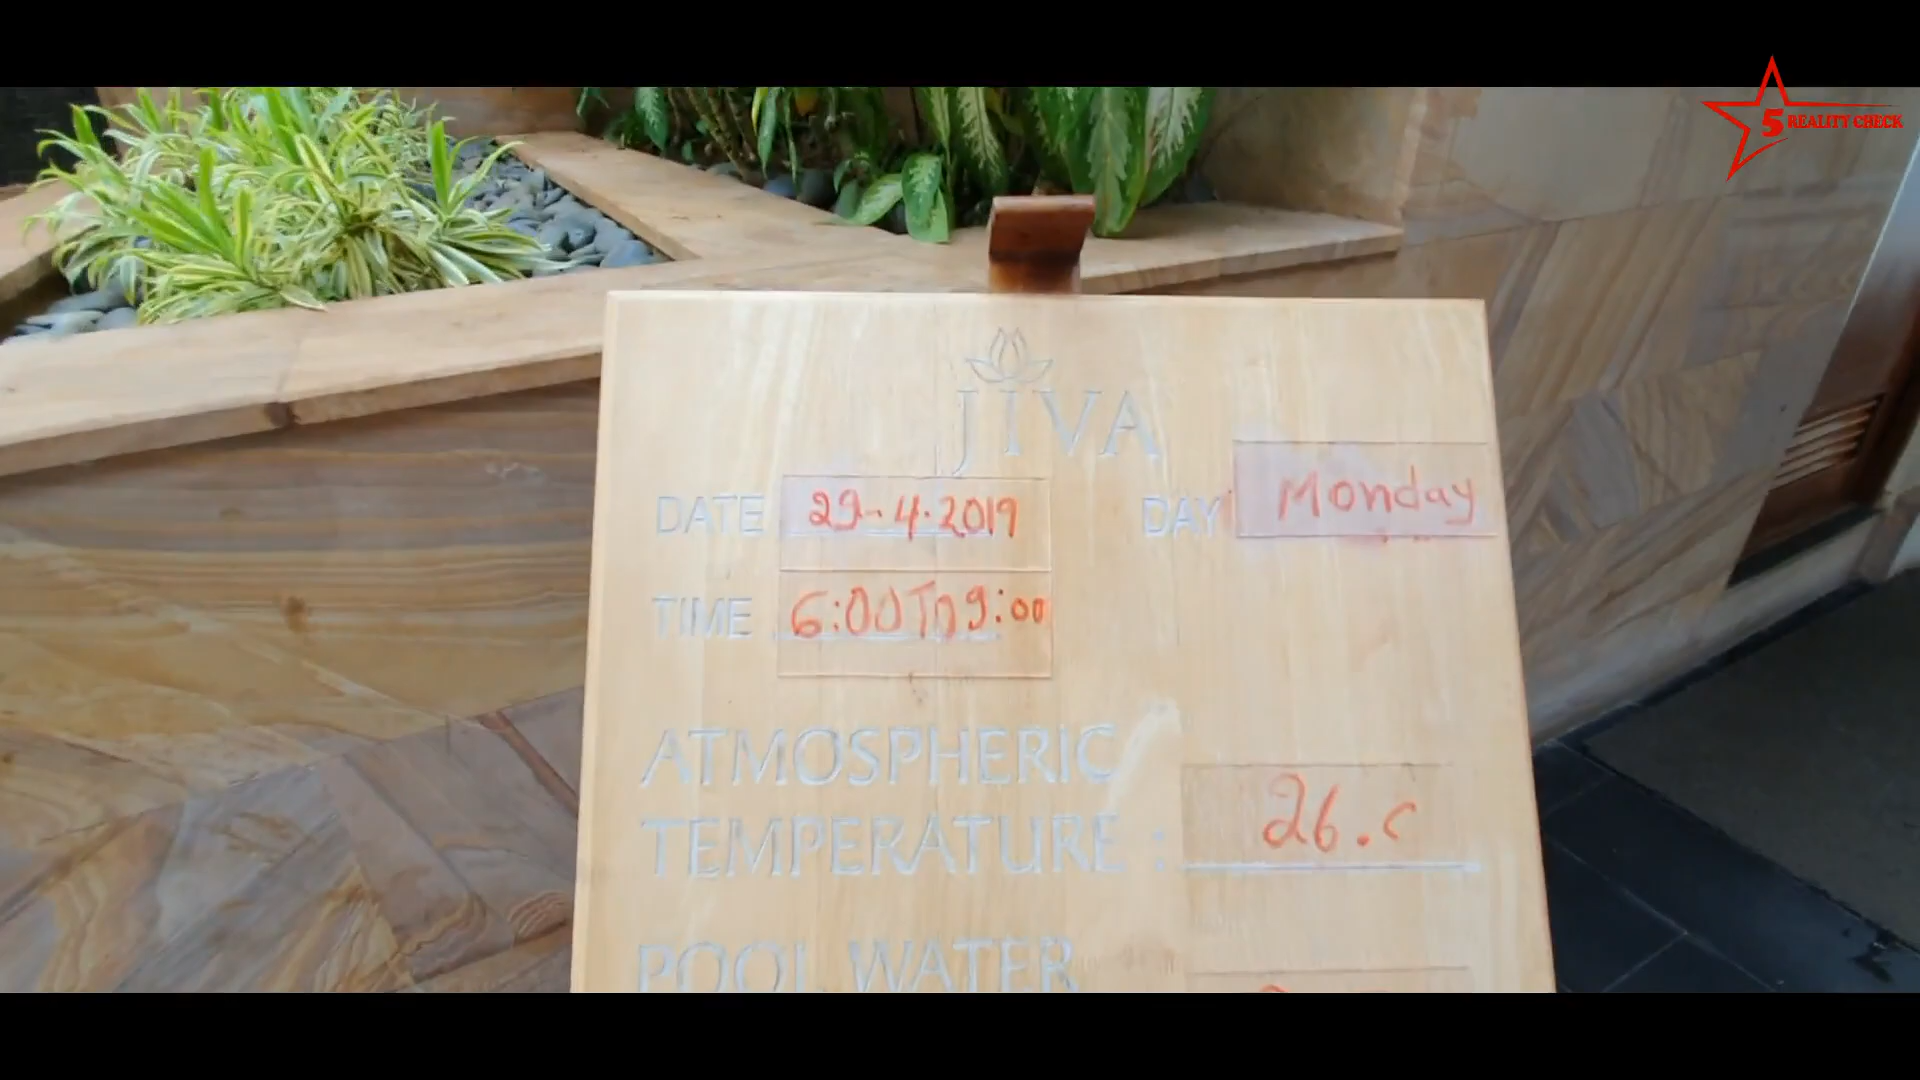 5 REALITY CHECK
JIVA
DATE 29-4-2019 DAY Monday
TIME 6:00 To 9:00
ATMOSPHERIC
TEMPERATURE : 26.c
POOL WATER